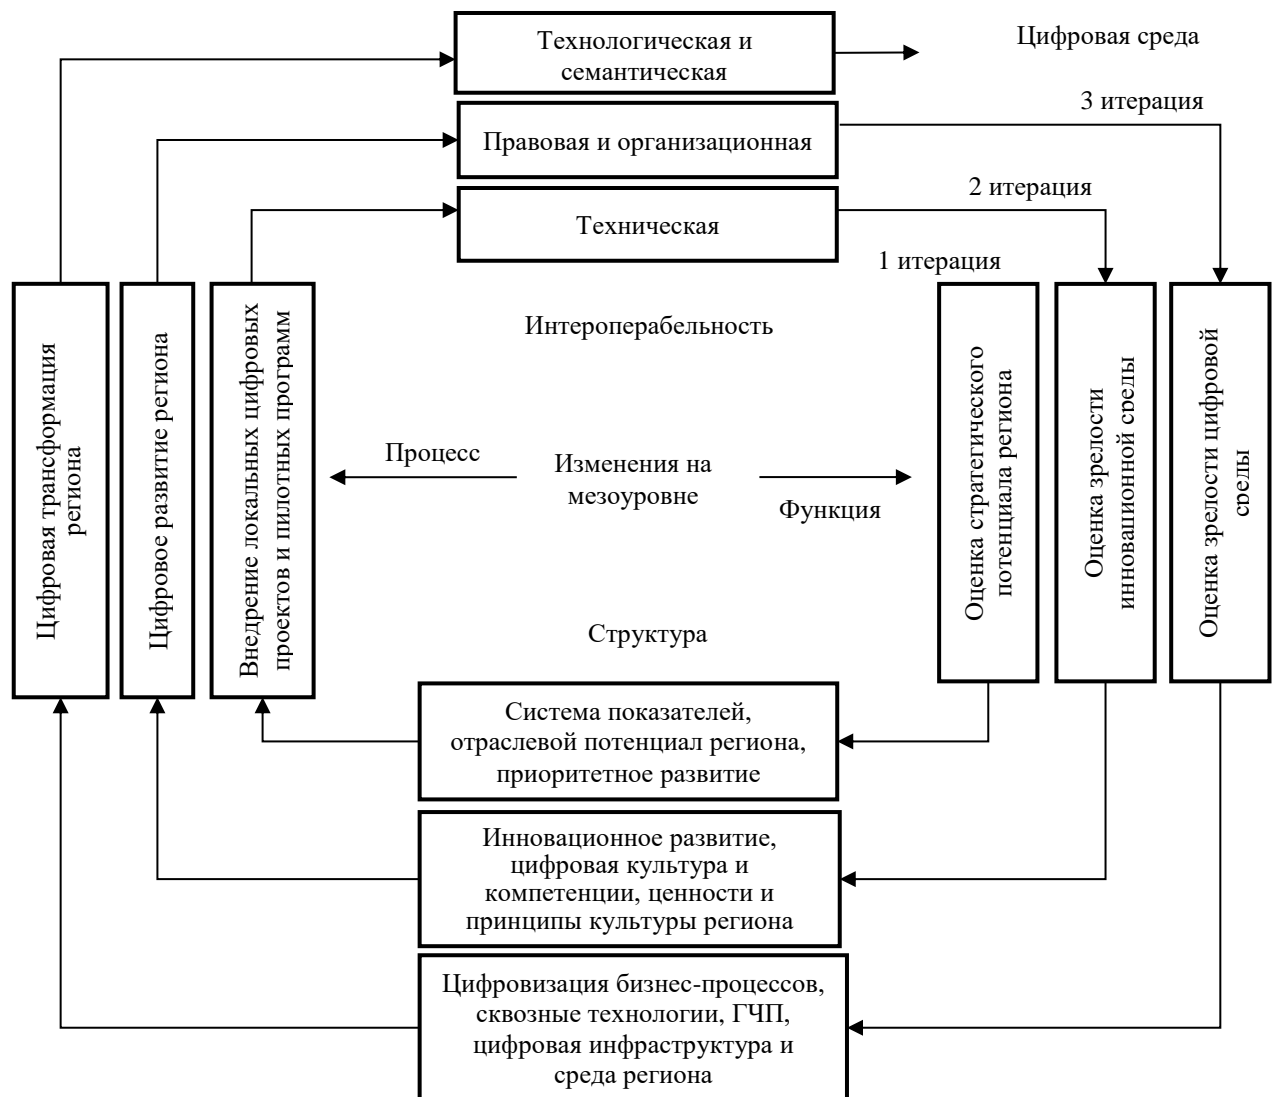 Технологическая и
семантическая
Цифровая среда
3 итерация
Правовая и организационная
2 итерация
Техническая
1 итерация
Интероперабельность
Цифровая трансформация
региона
Цифровое развитие региона
Внедрение локальных цифровых
проектов и пилотных программ
Процесс
Изменения на
мезоуровне
Функция
Оценка стратегического
потенциала региона
Оценка зрелости
инновационной среды
Оценка зрелости цифровой
среды
Структура
Система показателей,
отраслевой потенциал региона,
приоритетное развитие
Инновационное развитие,
цифровая культура и
компетенции, ценности и
принципы культуры региона
Цифровизация бизнес-процессов,
сквозные технологии, ГЧП,
цифровая инфраструктура и
среда региона